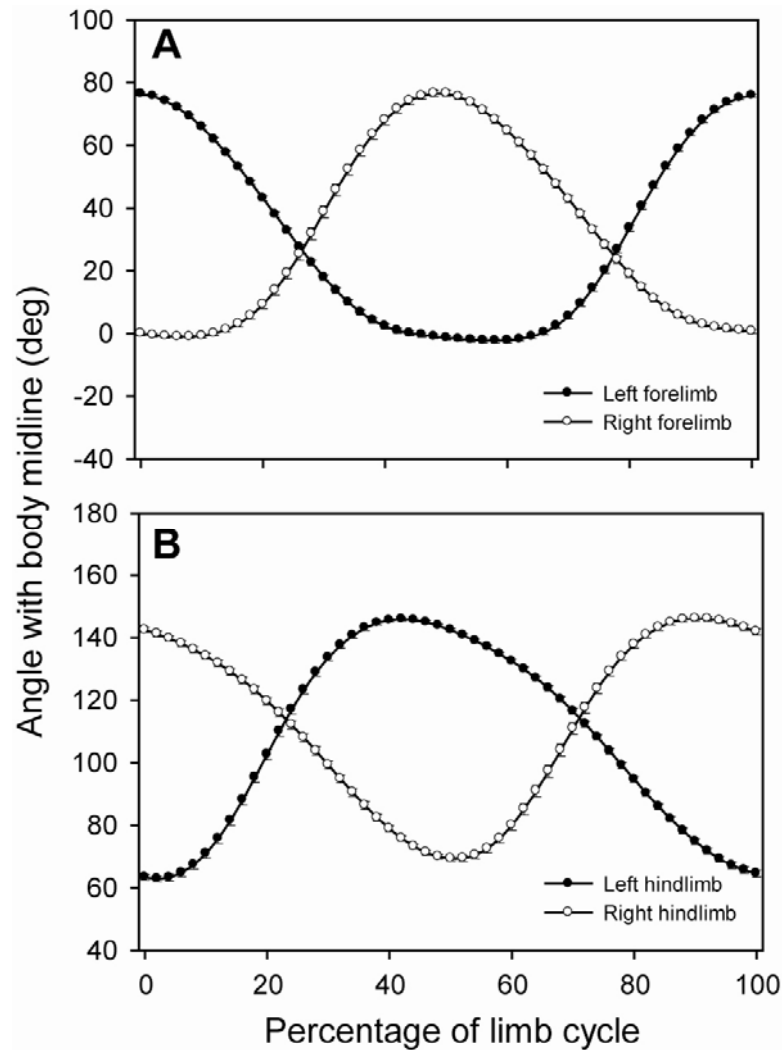 A
100
80
60
40
20
0
-20
-40
Left forelimb
Right forelimb
Angle with body midline (deg)
B
180
160
140
120
100
80
60
40
Left hindlimb
Right hindlimb
0 20 40 60 80 100
Percentage of limb cycle